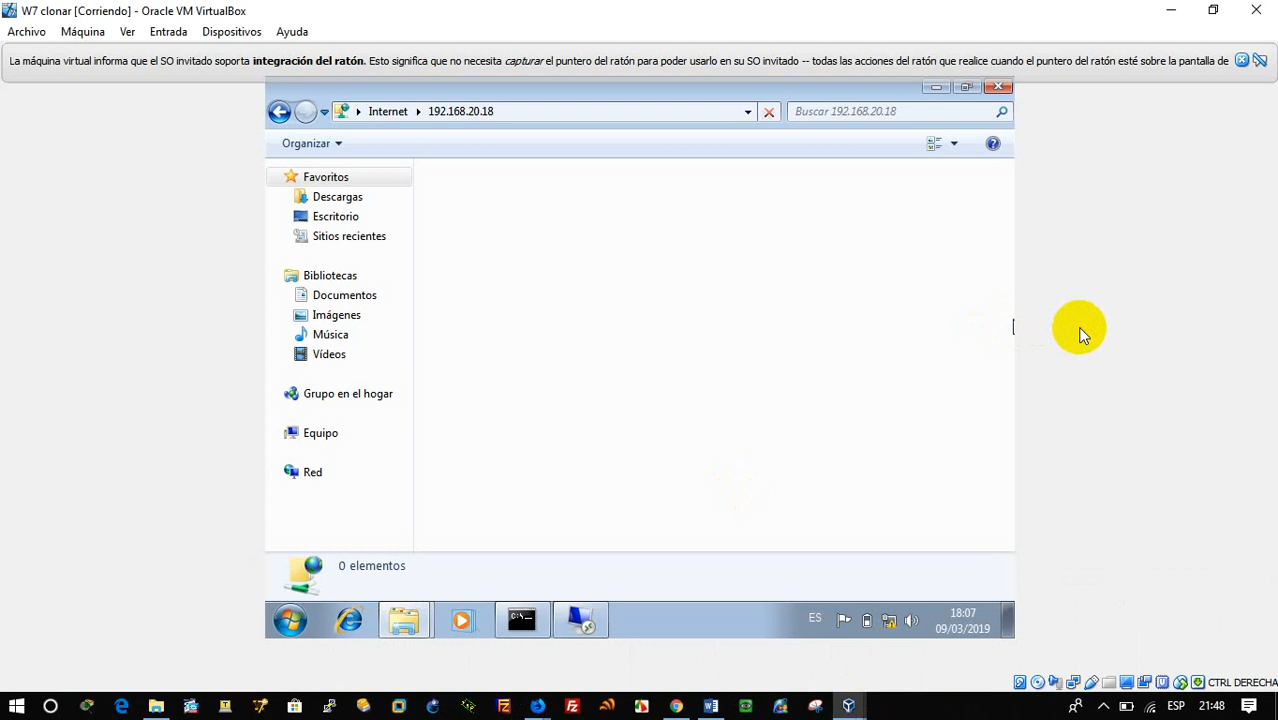 W7 clonar [Corriendo] - Oracle VM VirtualBox
Archivo Máquina Ver Entrada Dispositivos Ayuda
La máquina virtual informa que el SO invitado soporta integración del ratón. Esto significa que no necesita capturar el puntero del ratón para poder usarlo en su SO invitado -- todas las acciones del ratón que realice cuando el puntero del ratón esté sobre la pantalla de
Internet 192.168.20.18 Buscar 192.168.20.18
Organizar
Favoritos
Descargas
Escritorio
Sitios recientes
Bibliotecas
Documentos
Imágenes
Música
Vídeos
Grupo en el hogar
Equipo
Red
0 elementos
C:\_
ES
18:07
09/03/2019
CTRL DERECHA
ESP 21:48